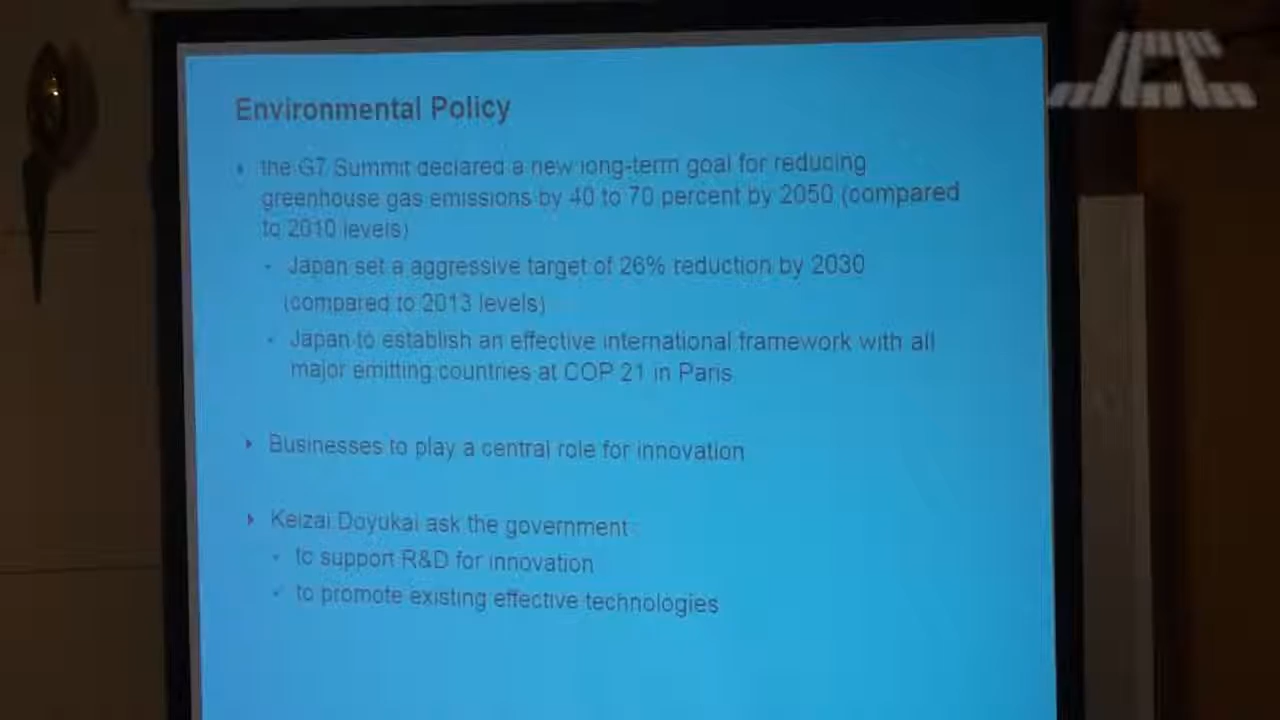 JCC
Environmental Policy
the G7 Summit declared a new long-term goal for reducing
greenhouse gas emissions by 40 to 70 percent by 2050 (compared
to 2010 levels)
- Japan set a aggressive target of 26% reduction by 2030
(compared to 2013 levels)
- Japan to establish an effective international framework with all
major emitting countries at COP 21 in Paris
Businesses to play a central role for innovation
Keizai Doyukai ask the government
- to support R&D for innovation
- to promote existing effective technologies